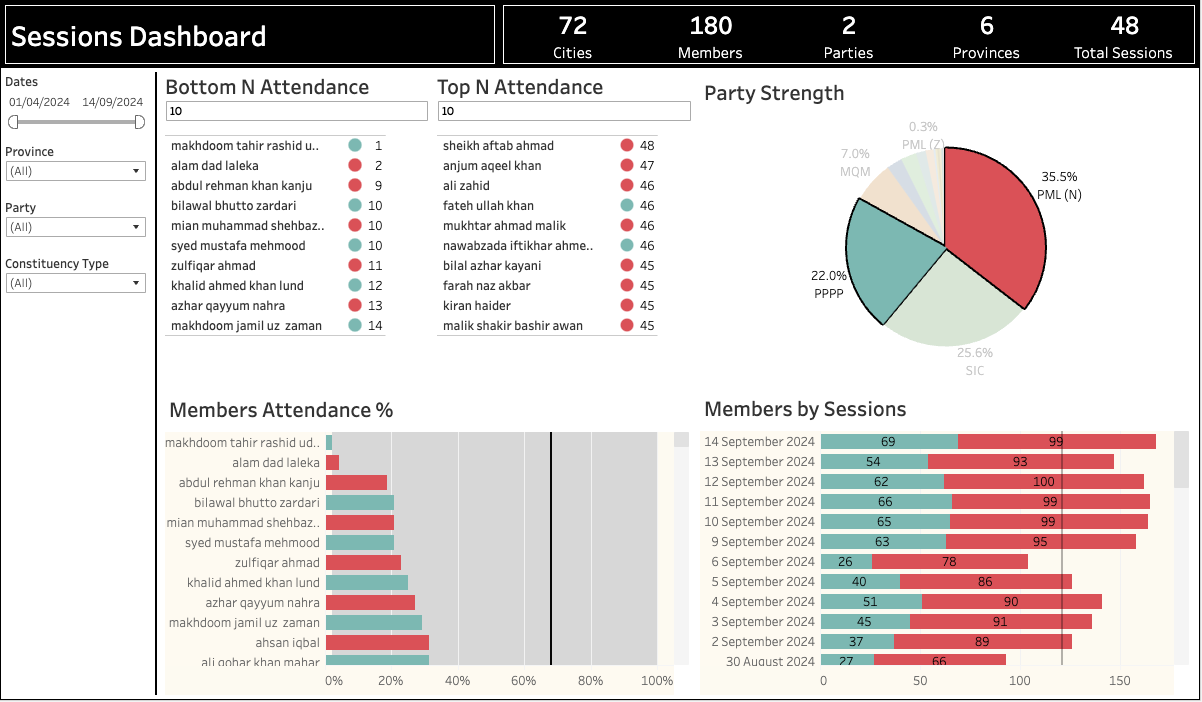 Sessions Dashboard
72
Cities
180
Members
2
Parties
6
Provinces
48
Total Sessions
Dates
01/04/2024 14/09/2024
Province
(All)
Party
(All)
Constituency Type
(All)
Bottom N Attendance
10
makhdoom tahir rashid u.. 1
alam dad laleka 2
abdul rehman khan kanju 9
bilawal bhutto zardari 10
mian muhammad shehbaz.. 10
syed mustafa mehmood 10
zulfiqar ahmad 11
khalid ahmed khan lund 12
azhar qayyum nahra 13
makhdoom jamil uz zaman 14
Top N Attendance
10
sheikh aftab ahmad 48
anjum aqeel khan 47
ali zahid 46
fateh ullah khan 46
mukhtar ahmad malik 46
nawabzada iftikhar ahme.. 46
bilal azhar kayani 45
farah naz akbar 45
kiran haider 45
malik shakir bashir awan 45
Party Strength
0.3%
PML (Z)
7.0%
MQM
35.5%
PML (N)
22.0%
PPPP
25.6%
SIC
Members Attendance %
makhdoom tahir rashid ud..
alam dad laleka
abdul rehman khan kanju
bilawal bhutto zardari
mian muhammad shehbaz..
syed mustafa mehmood
zulfiqar ahmad
khalid ahmed khan lund
azhar qayyum nahra
makhdoom jamil uz zaman
ahsan iqbal
ali gohar khan mahar
0% 20% 40% 60% 80% 100%
Members by Sessions
14 September 2024 69 99
13 September 2024 54 93
12 September 2024 62 100
11 September 2024 66 99
10 September 2024 65 99
9 September 2024 63 95
6 September 2024 26 78
5 September 2024 40 86
4 September 2024 51 90
3 September 2024 45 91
2 September 2024 37 89
30 August 2024 27 66
0 50 100 150